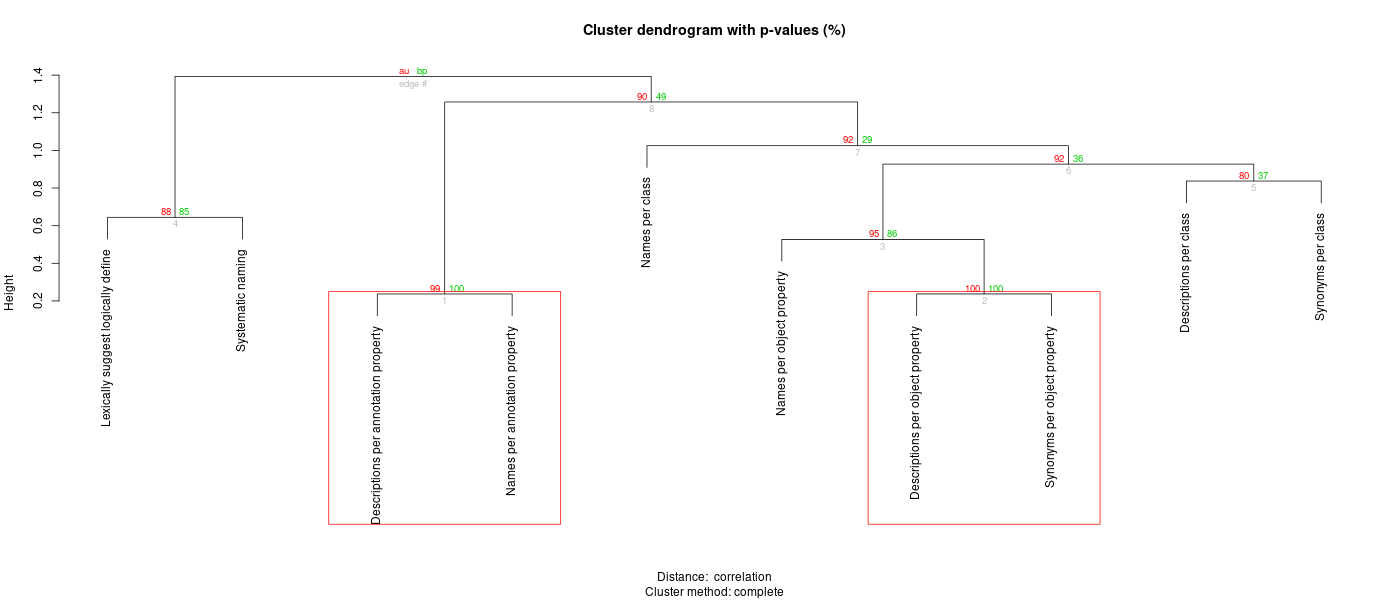 Cluster dendrogram with p-values (%)
Height
1.4
1.2
1.0
0.8
0.6
0.4
0.2
au bp
edge #
90 49
8
92 29
7
92 36
6
80 37
5
88 85
4
95 86
3
99 100
1
100 100
2
Lexically suggest logically define
Systematic naming
Descriptions per annotation property
Names per annotation property
Names per class
Names per object property
Descriptions per object property
Synonyms per object property
Descriptions per class
Synonyms per class
Distance: correlation
Cluster method: complete